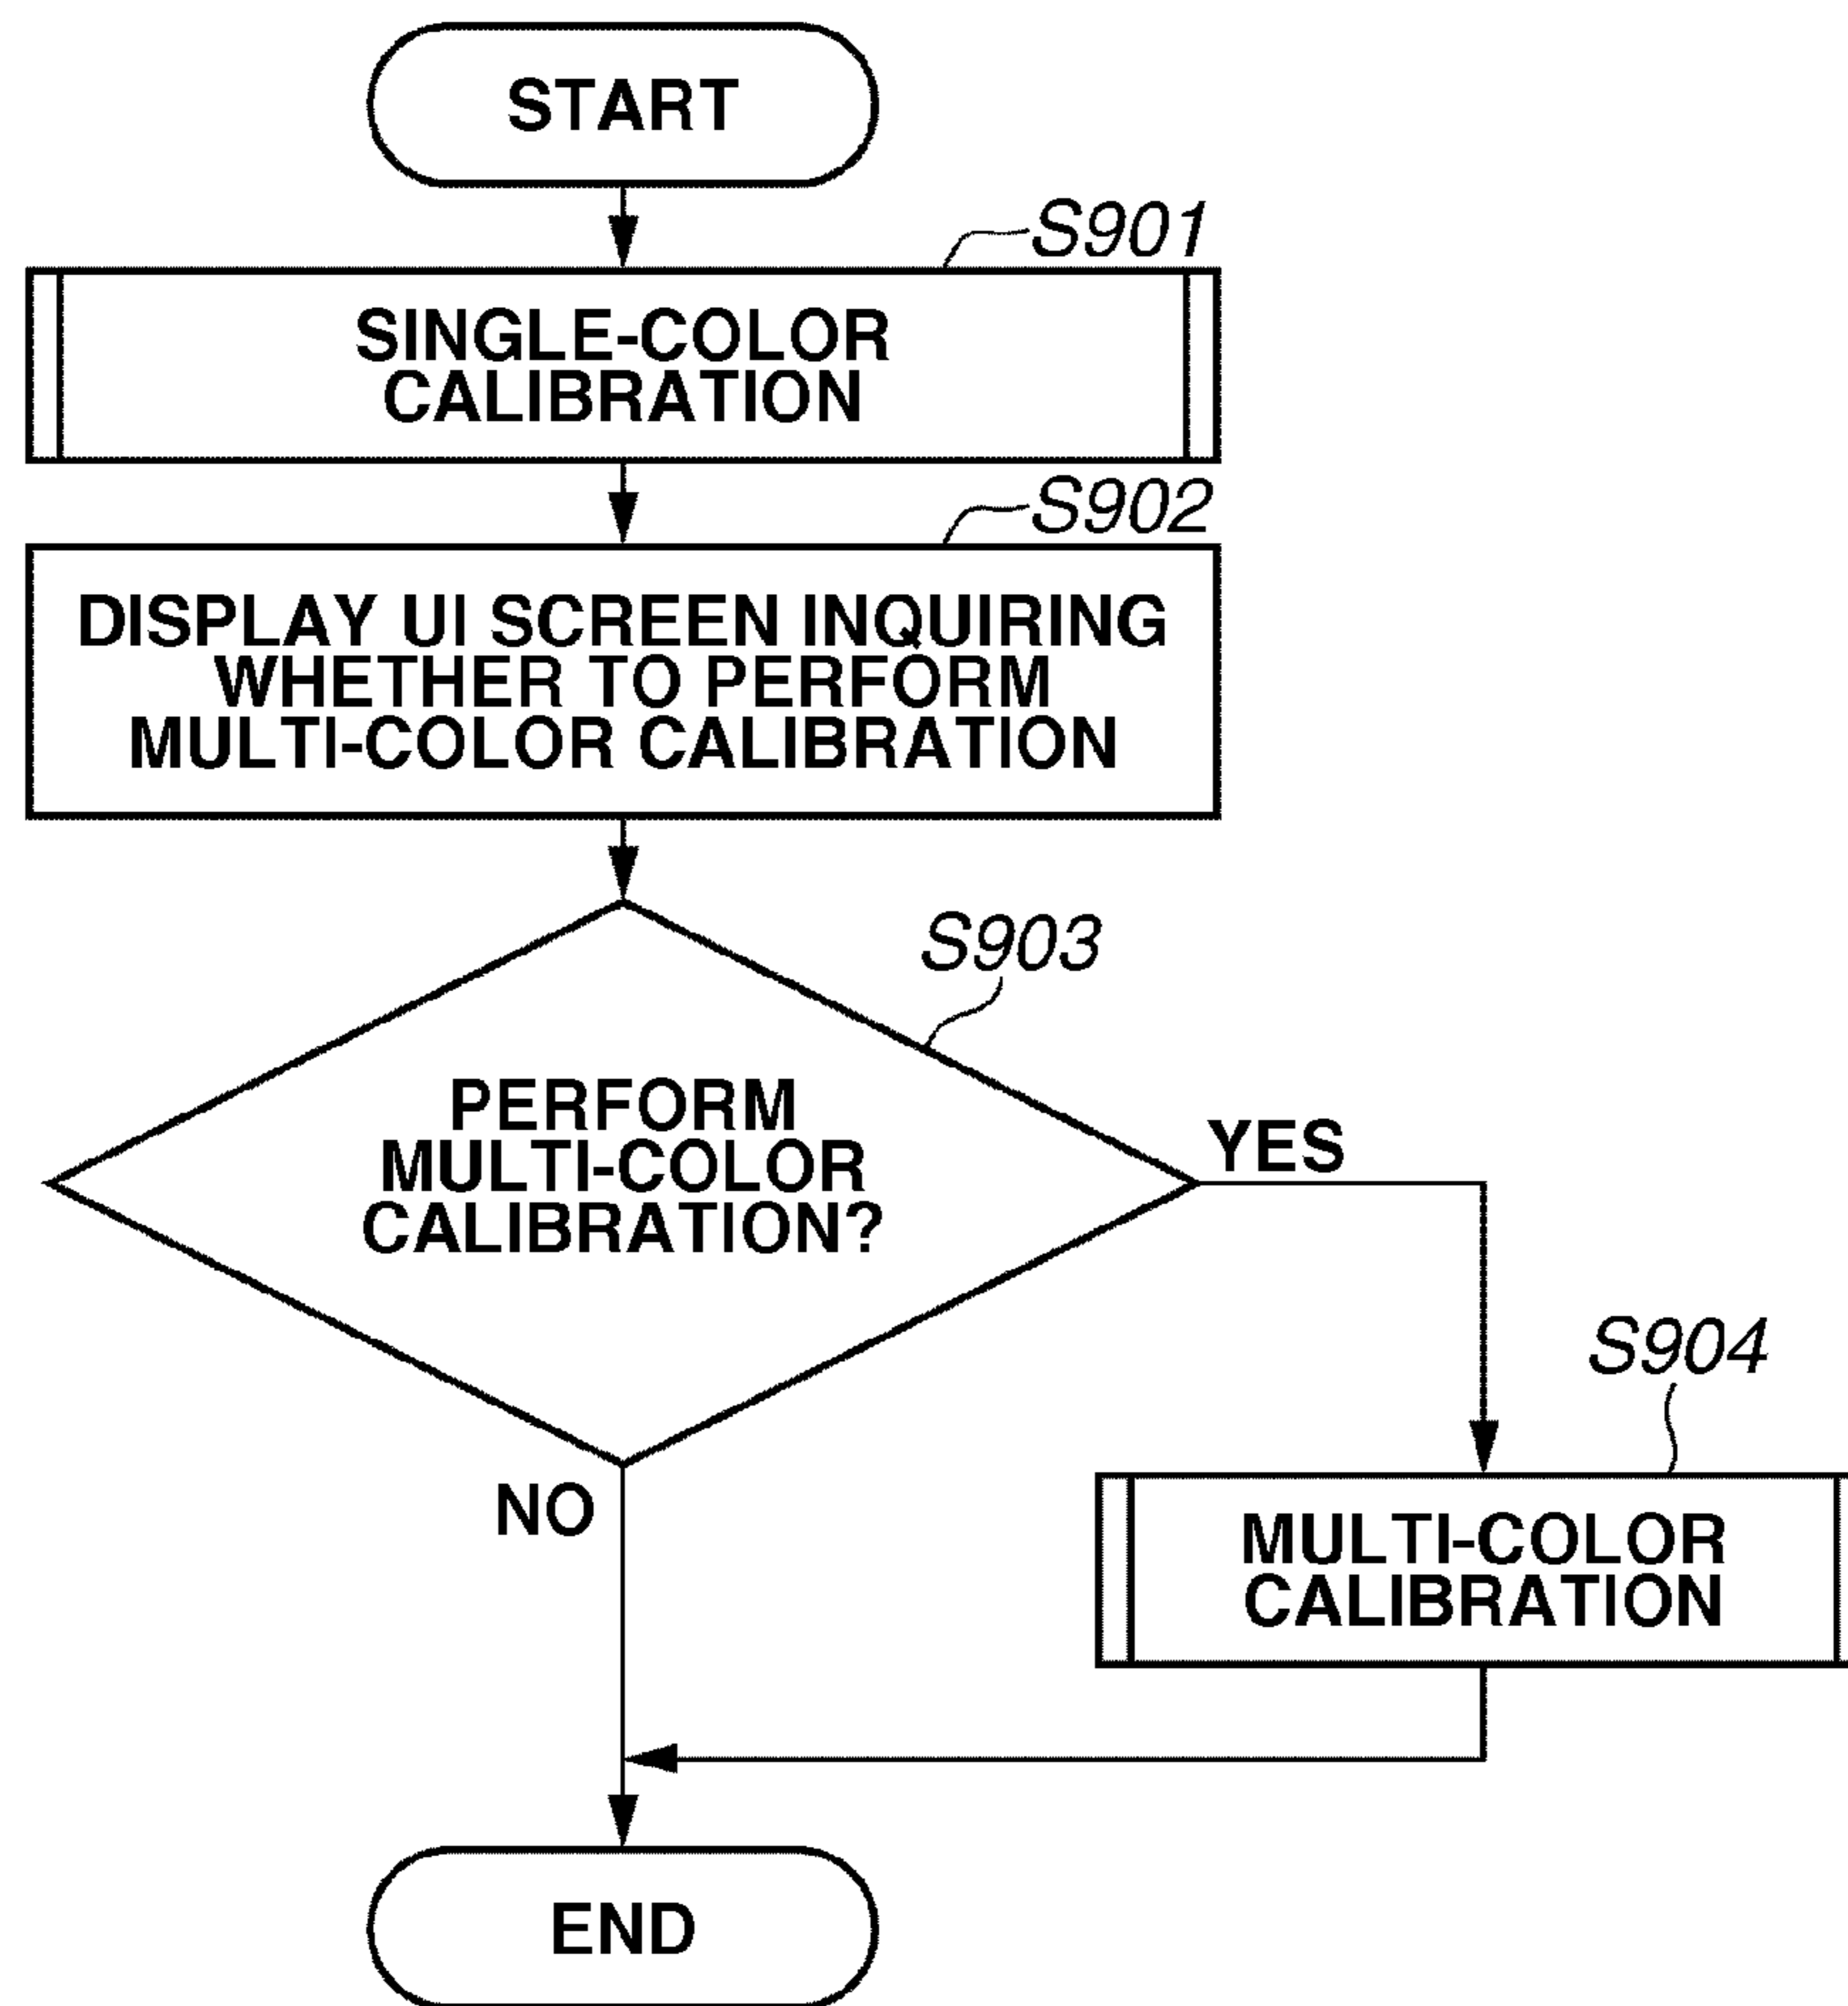 START
S901
SINGLE-COLOR
CALIBRATION
S902
DISPLAY UI SCREEN INQUIRING
WHETHER TO PERFORM
MULTI-COLOR CALIBRATION
S903
PERFORM
MULTI-COLOR
CALIBRATION?
YES
S904
NO
MULTI-COLOR
CALIBRATION
END